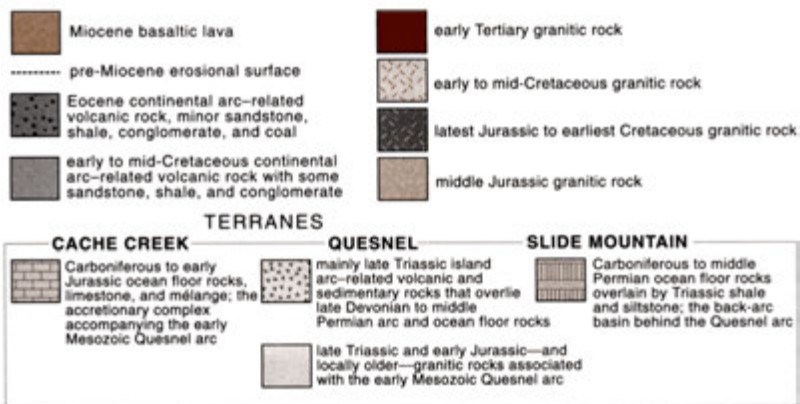 Miocene basaltic lava
pre-Miocene erosional surface
Eocene continental arc–related
volcanic rock, minor sandstone,
shale, conglomerate, and coal
early to mid-Cretaceous continental
arc–related volcanic rock with some
sandstone, shale, and conglomerate
early Tertiary granitic rock
early to mid-Cretaceous granitic rock
latest Jurassic to earliest Cretaceous granitic rock
middle Jurassic granitic rock
TERRANES
CACHE CREEK
Carboniferous to early
Jurassic ocean floor rocks,
limestone, and mélange; the
accretionary complex
accompanying the early
Mesozoic Quesnel arc
QUESNEL
mainly late Triassic island
arc–related volcanic and
sedimentary rocks that overlie
late Devonian to middle
Permian arc and ocean floor rocks
late Triassic and early Jurassic—and
locally older—granitic rocks associated
with the early Mesozoic Quesnel arc
SLIDE MOUNTAIN
Carboniferous to middle
Permian ocean floor rocks
overlain by Triassic shale
and siltstone; the back-arc
basin behind the Quesnel arc